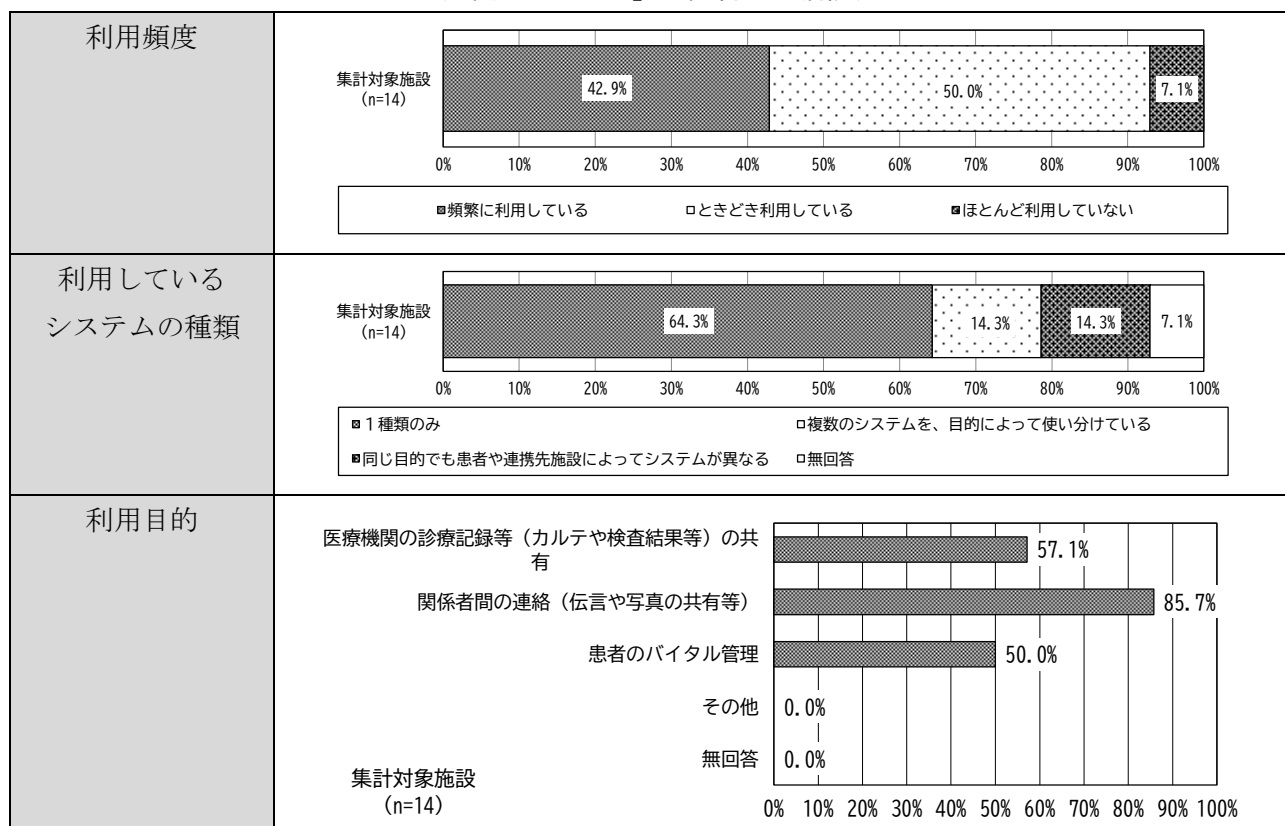 利用頻度
集計対象施設
(n=14)
42.9%
50.0%
7.1%
0%
10%
20%
30%
40%
50%
60%
70%
80%
90%
100%
頻繁に利用している
ときどき利用している
ほとんど利用していない
利用している
システムの種類
集計対象施設
(n=14)
64.3%
14.3%
14.3%
7.1%
0%
10%
20%
30%
40%
50%
60%
70%
80%
90%
100%
１種類のみ
複数のシステムを、目的によって使い分けている
同じ目的でも患者や連携先施設によってシステムが異なる
無回答
利用目的
医療機関の診療記録等（カルテや検査結果等）の共
有
57.1%
関係者間の連絡（伝言や写真の共有等）
85.7%
患者のバイタル管理
50.0%
その他
0.0%
無回答
0.0%
集計対象施設
(n=14)
0% 10% 20% 30% 40% 50% 60% 70% 80% 90% 100%